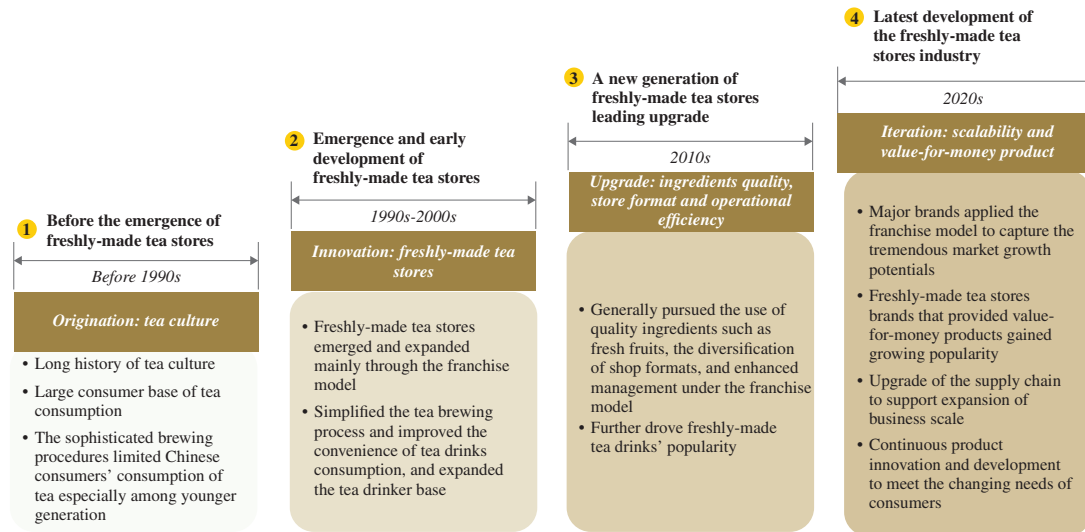 1
Before the emergence of
freshly-made tea stores
Before 1990s
Origination: tea culture
• Long history of tea culture
• Large consumer base of tea
consumption
• The sophisticated brewing
procedures limited Chinese
consumers' consumption of
tea especially among younger
generation
2
Emergence and early
development of
freshly-made tea stores
1990s-2000s
Innovation: freshly-made tea
stores
• Freshly-made tea stores
emerged and expanded
mainly through the franchise
model
• Simplified the tea brewing
process and improved the
convenience of tea drinks
consumption, and expanded
the tea drinker base
3
A new generation of
freshly-made tea stores
leading upgrade
2010s
Upgrade: ingredients quality,
store format and operational
efficiency
• Generally pursued the use of
quality ingredients such as
fresh fruits, the diversification
of shop formats, and enhanced
management under the franchise
model
• Further drove freshly-made
tea drinks' popularity
4
Latest development of
the freshly-made tea
stores industry
2020s
Iteration: scalability and
value-for-money product
• Major brands applied the
franchise model to capture the
tremendous market growth
potentials
• Freshly-made tea stores
brands that provided value-
for-money products gained
growing popularity
• Upgrade of the supply chain
to support expansion of
business scale
• Continuous product
innovation and development
to meet the changing needs of
consumers